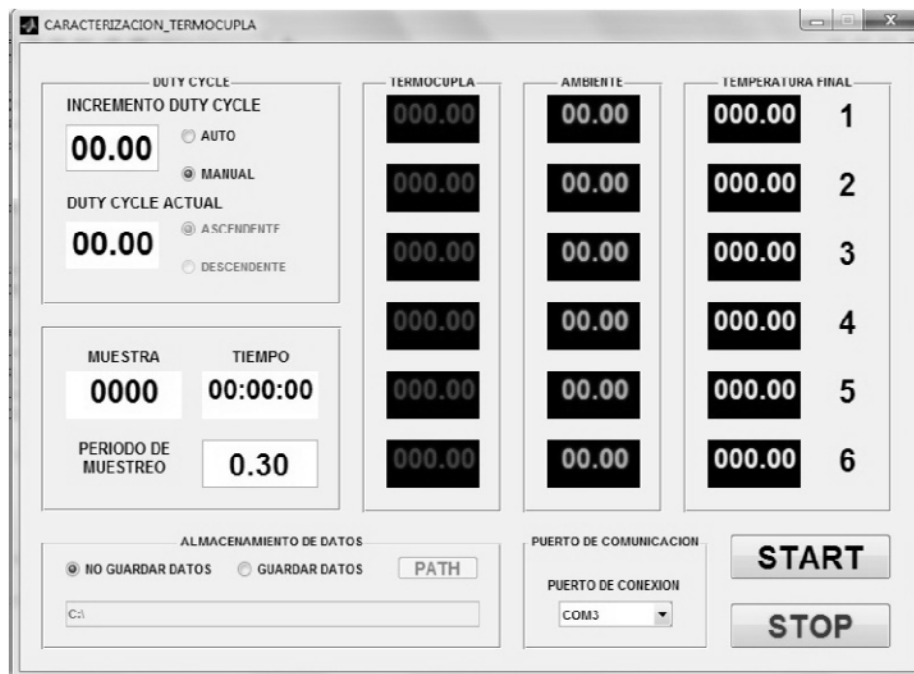 CARACTERIZACION_TERMOCUPLA
DUTY CYCLE
INCREMENTO DUTY CYCLE
00.00
AUTO
MANUAL
DUTY CYCLE ACTUAL
00.00
ASCENDENTE
DESCENDENTE
MUESTRA TIEMPO
0000 00:00:00
PERIODO DE
MUESTREO
0.30
TERMOCUPLA AMBIENTE TEMPERATURA FINAL
000.00 00.00 000.00 1
000.00 00.00 000.00 2
000.00 00.00 000.00 3
000.00 00.00 000.00 4
000.00 00.00 000.00 5
000.00 00.00 000.00 6
ALMACENAMIENTO DE DATOS
NO GUARDAR DATOS GUARDAR DATOS PATH
C:\
PUERTO DE COMUNICACION
PUERTO DE CONEXION
COM3
START
STOP